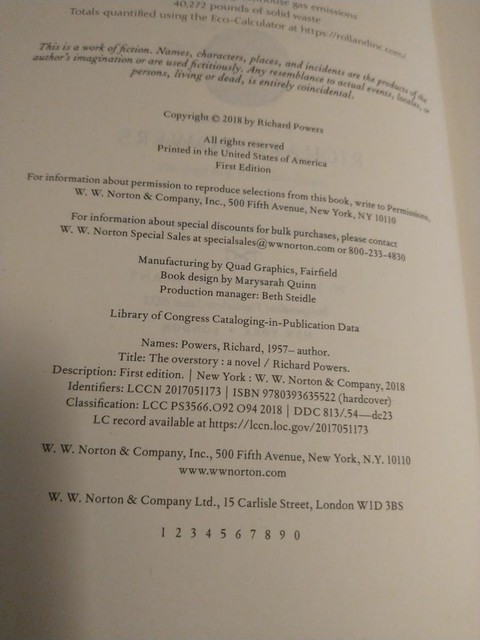 house gas emissions
40,272 pounds of solid waste
Totals quantified using the Eco-Calculator at https://rollandinc.com/
This is a work of fiction. Names, characters, places, and incidents are the products of the
author's imagination or are used fictitiously. Any resemblance to actual events, locales, or
persons, living or dead, is entirely coincidental.
Copyright © 2018 by Richard Powers
All rights reserved
Printed in the United States of America
First Edition
For information about permission to reproduce selections from this book, write to Permissions,
W. W. Norton & Company, Inc., 500 Fifth Avenue, New York, NY 10110
For information about special discounts for bulk purchases, please contact
W. W. Norton Special Sales at specialsales@wwnorton.com or 800-233-4830
Manufacturing by Quad Graphics, Fairfield
Book design by Marysarah Quinn
Production manager: Beth Steidle
Library of Congress Cataloging-in-Publication Data
Names: Powers, Richard, 1957– author.
Title: The overstory : a novel / Richard Powers.
Description: First edition. | New York : W. W. Norton & Company, 2018
Identifiers: LCCN 2017051173 | ISBN 9780393635522 (hardcover)
Classification: LCC PS3566.O92 O94 2018 | DDC 813/.54—dc23
LC record available at https://lccn.loc.gov/2017051173
W. W. Norton & Company, Inc., 500 Fifth Avenue, New York, N.Y. 10110
www.wwnorton.com
W. W. Norton & Company Ltd., 15 Carlisle Street, London W1D 3BS
1 2 3 4 5 6 7 8 9 0